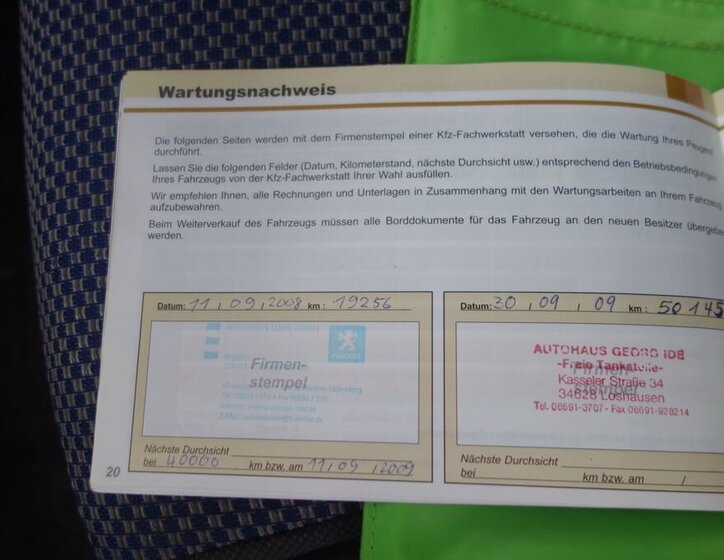 Wartungsnachweis
Die folgenden Seiten werden mit dem Firmenstempel einer Kfz-Fachwerkstatt versehen, die die Wartung Ihres Peugeot
durchführt.
Lassen Sie die folgenden Felder (Datum, Kilometerstand, nächste Durchsicht usw.) entsprechend den Betriebsbedingungen
Ihres Fahrzeugs von der Kfz-Fachwerkstatt Ihrer Wahl ausfüllen.
Wir empfehlen Ihnen, alle Rechnungen und Unterlagen in Zusammenhang mit den Wartungsarbeiten an Ihrem Fahrzeug
aufzubewahren.
Beim Weiterverkauf des Fahrzeugs müssen alle Borddokumente für das Fahrzeug an den neuen Besitzer übergeben
werden.
Datum: 11,09,2008 km: 19256
AUTOHAUS
PEUGEOT
Firmen-
stempel
Nächste Durchsicht
bei 40000 km bzw. am 11,09,2009
Datum: 30,09,09 km: 50145
AUTOHAUS GEORG IDE
-Freie Tankstelle-
Firmen-
Kasseler Straße 34
stempel
34628 Loshausen
Tel. 06691-3707 - Fax 06691-928214
Nächste Durchsicht
bei km bzw. am /
20